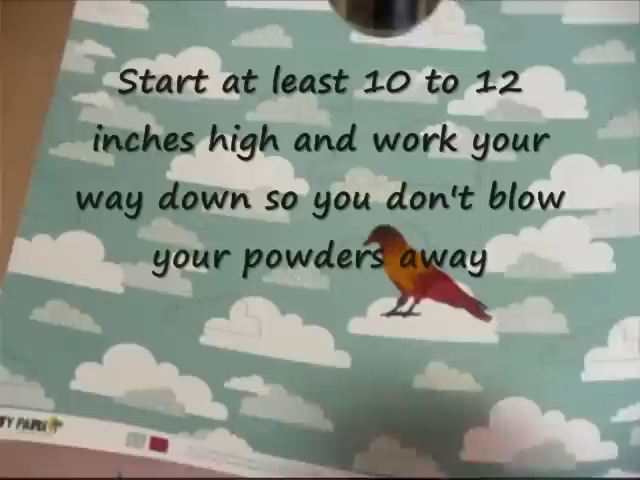 Start at least 10 to 12
inches high and work your
way down so you don't blow
your powders away